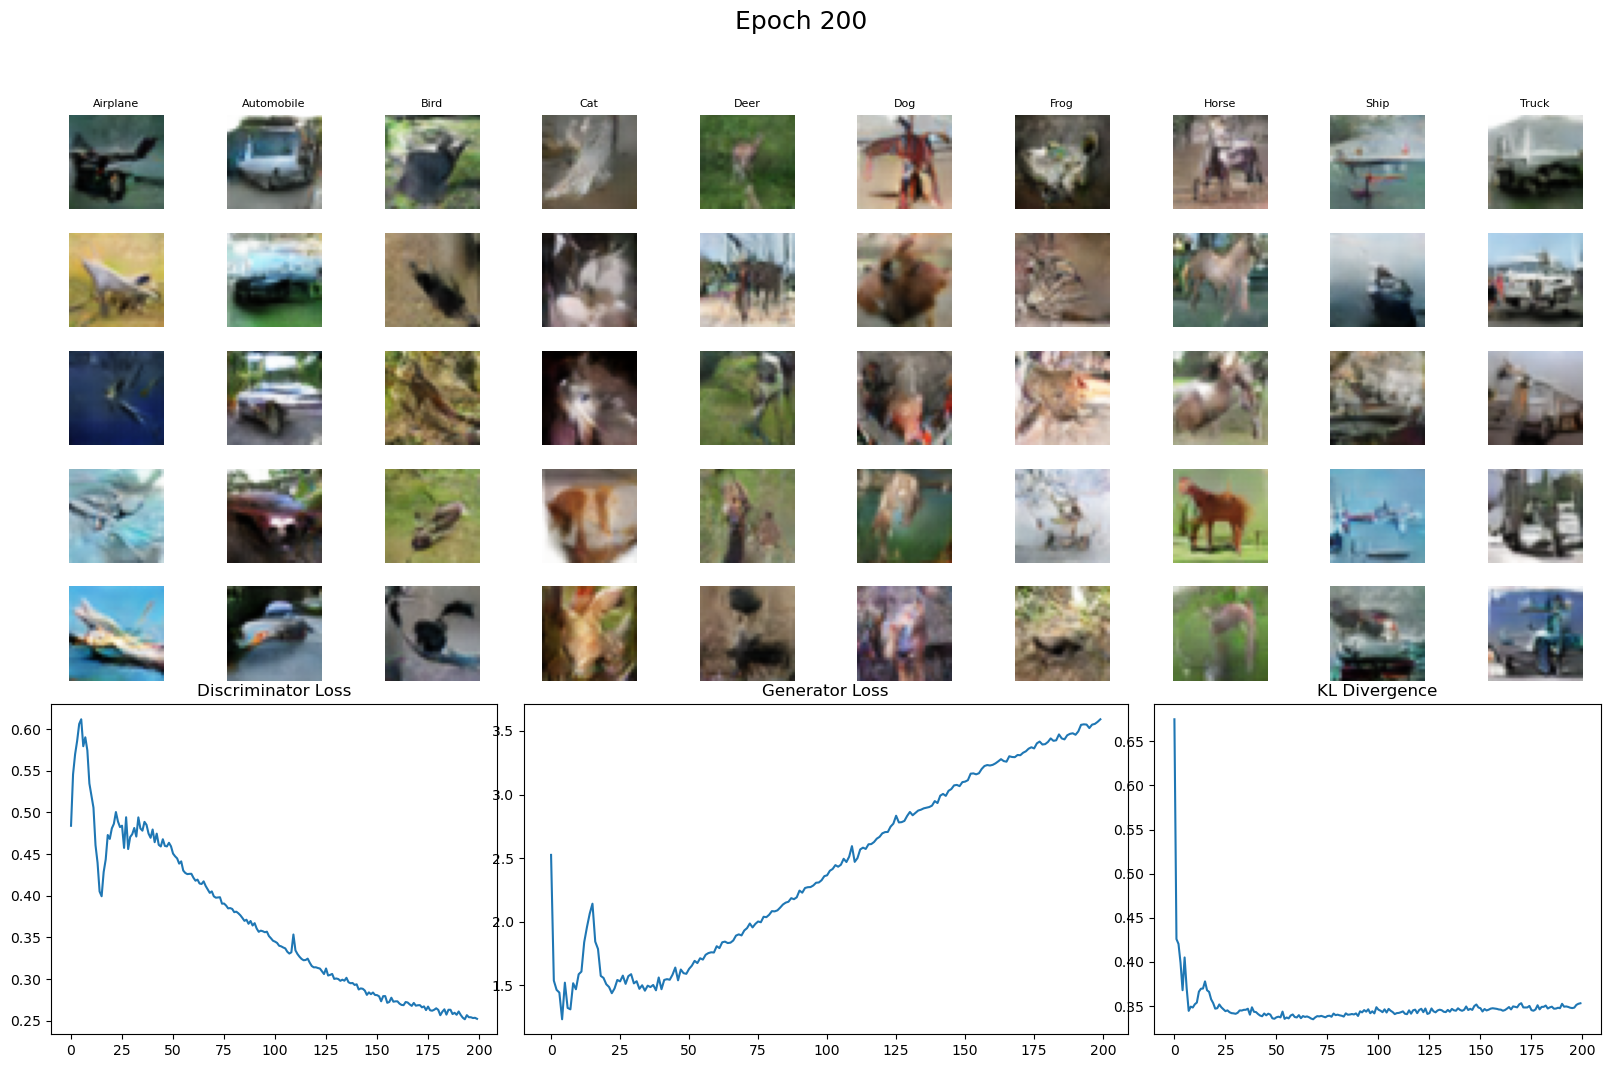 Epoch 200
Airplane Automobile Bird Cat Deer Dog Frog Horse Ship Truck
Discriminator Loss
0.60
0.55
0.50
0.45
0.40
0.35
0.30
0.25
0 25 50 75 100 125 150 175 200
Generator Loss
3.5
3.0
2.5
2.0
1.5
0 25 50 75 100 125 150 175 200
KL Divergence
0.65
0.60
0.55
0.50
0.45
0.40
0.35
0 25 50 75 100 125 150 175 200